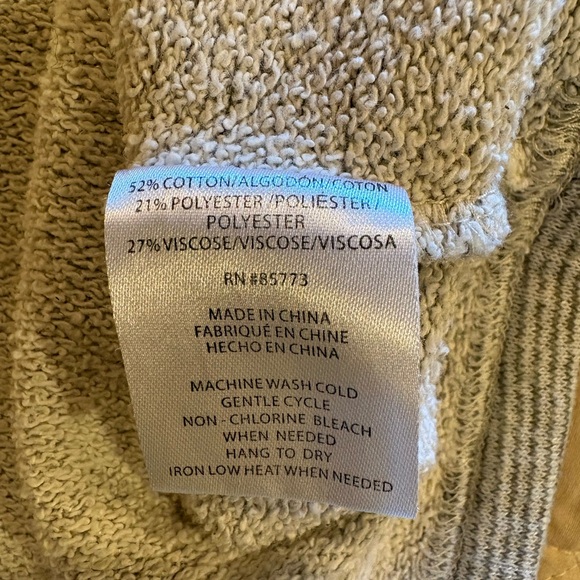 52% COTTON/ALGODÓN/COTON
21% POLYESTER /POLIÉSTER /
POLYESTER
27% VISCOSE/VISCOSE/VISCOSA
RN #85773
MADE IN CHINA
FABRIQUÉ EN CHINE
HECHO EN CHINA
MACHINE WASH COLD
GENTLE CYCLE
NON - CHLORINE BLEACH
WHEN NEEDED
HANG TO DRY
IRON LOW HEAT WHEN NEEDED